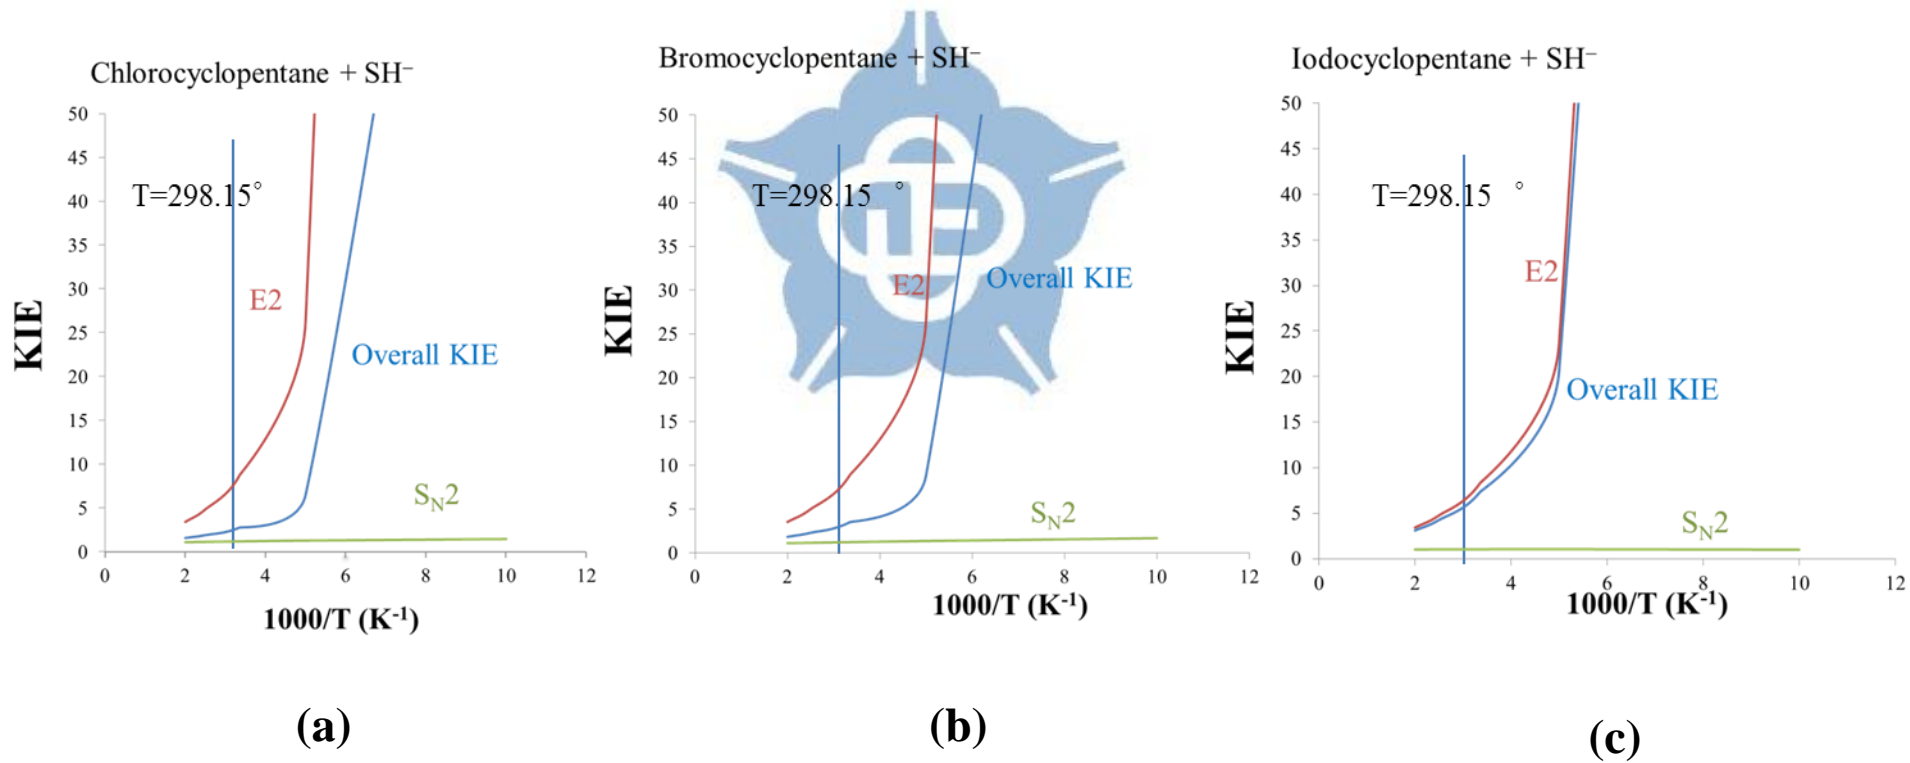 Chlorocyclopentane + SH⁻
KIE
50
45
40
35
30
25
20
15
10
5
0
T=298.15°
E2
Overall KIE
S_N2
0 2 4 6 8 10 12
1000/T (K⁻¹)
(a)
Bromocyclopentane + SH⁻
KIE
50
45
40
35
30
25
20
15
10
5
0
T=298.15 °
E2
Overall KIE
S_N2
0 2 4 6 8 10 12
1000/T (K⁻¹)
(b)
Iodocyclopentane + SH⁻
KIE
50
45
40
35
30
25
20
15
10
5
0
T=298.15 °
E2
Overall KIE
S_N2
0 2 4 6 8 10 12
1000/T (K⁻¹)
(c)